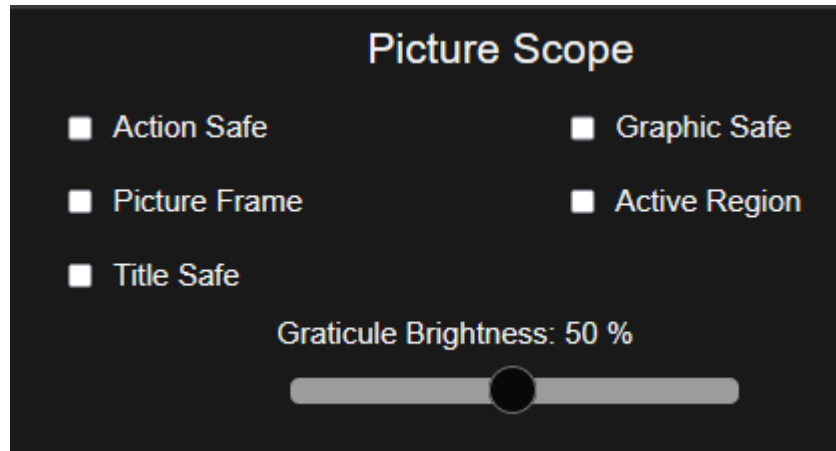 Picture Scope
Action Safe
Graphic Safe
Picture Frame
Active Region
Title Safe
Graticule Brightness: 50 %